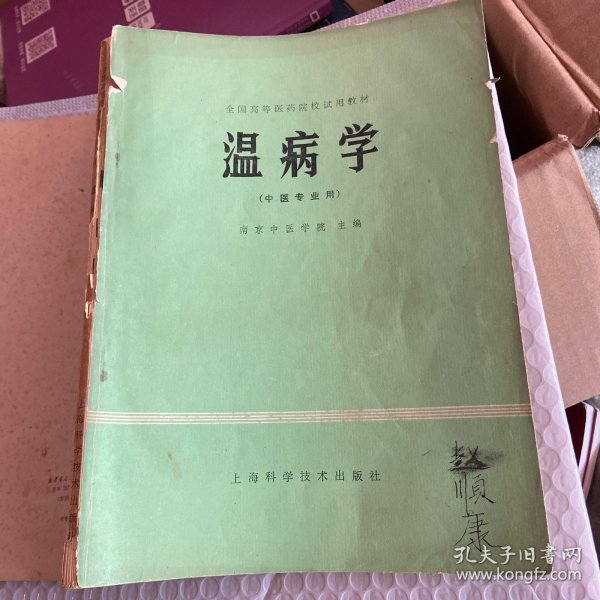 全国高等医药院校试用教材
温病学
（中医专业用）
南京中医学院 主编
上海科学技术出版社
顺康
孔夫子旧书网
www.kongfz.com